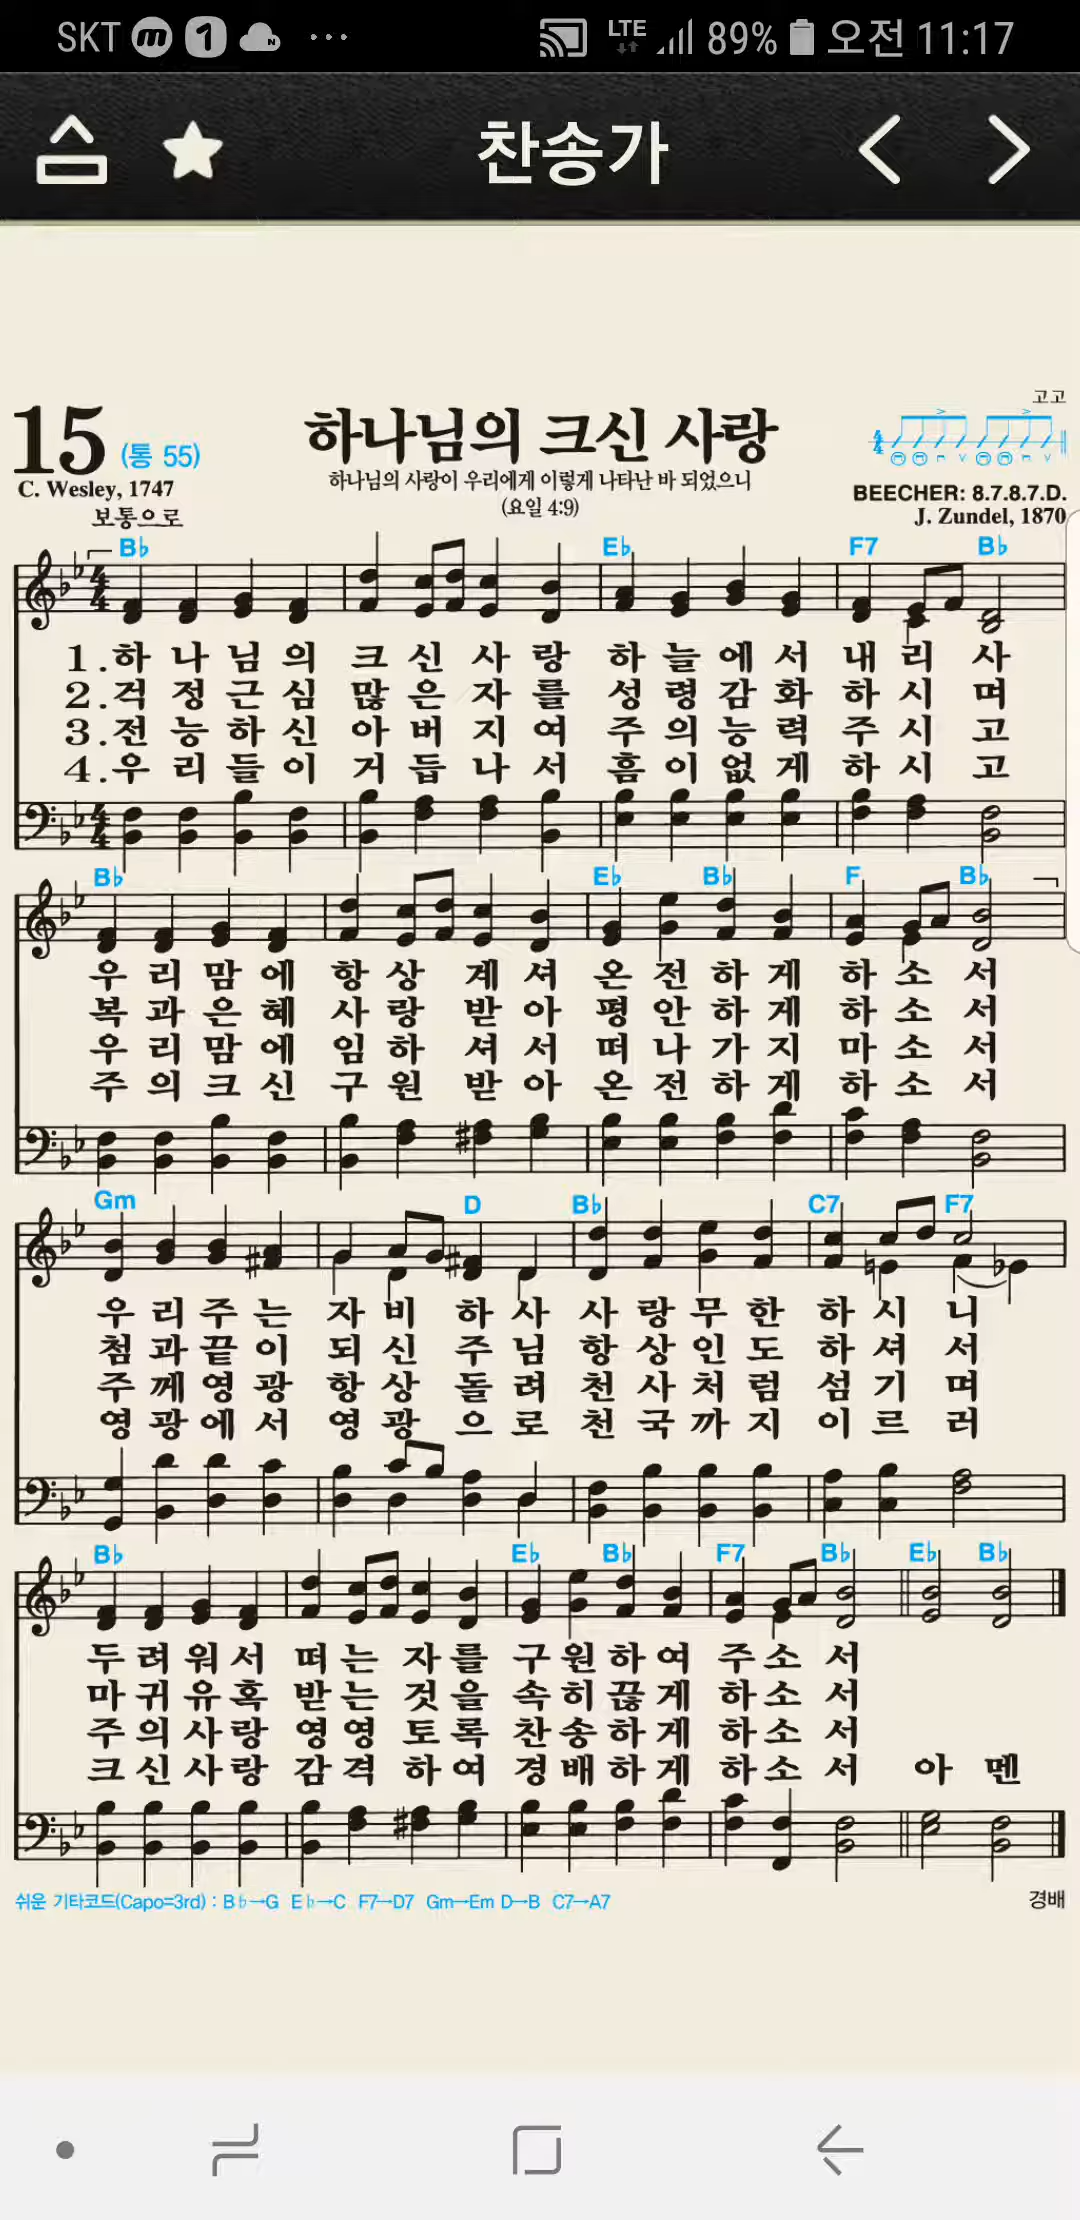 SKT 1 N ... LTE 89% 오전 11:17
찬송가
고고
15 (통 55) 하나님의 크신 사랑
C. Wesley, 1747 하나님의 사랑이 우리에게 이렇게 나타난 바 되었으니 BEECHER: 8.7.8.7.D.
보통으로 (요일 4:9) J. Zundel, 1870
B♭ E♭ F7 B♭
1.하나님의 크신사랑 하늘에서 내리사
2.걱정근심 많은자를 성령감화 하시며
3.전능하신 아버지여 주의능력 주시고
4.우리들이 거듭나서 흠이없게 하시고
B♭ E♭ B♭ F B♭
우리맘에 항상계셔 온전하게 하소서
복과은혜 사랑받아 평안하게 하소서
우리맘에 임하셔서 떠나가지 마소서
주의크신 구원받아 온전하게 하소서
Gm D B♭ C7 F7
우리주는 자비하사 사랑무한 하시니
첨과끝이 되신주님 항상인도 하셔서
주께영광 항상돌려 천사처럼 섬기며
영광에서 영광으로 천국까지 이르러
B♭ E♭ B♭ F7 B♭ E♭ B♭
두려워서 떠는자를 구원하여 주소서
마귀유혹 받는것을 속히끊게 하소서
주의사랑 영영토록 찬송하게 하소서
크신사랑 감격하여 경배하게 하소서 아멘
쉬운 기타코드(Capo=3rd) : B♭→G E♭→C F7→D7 Gm→Em D→B C7→A7 경배